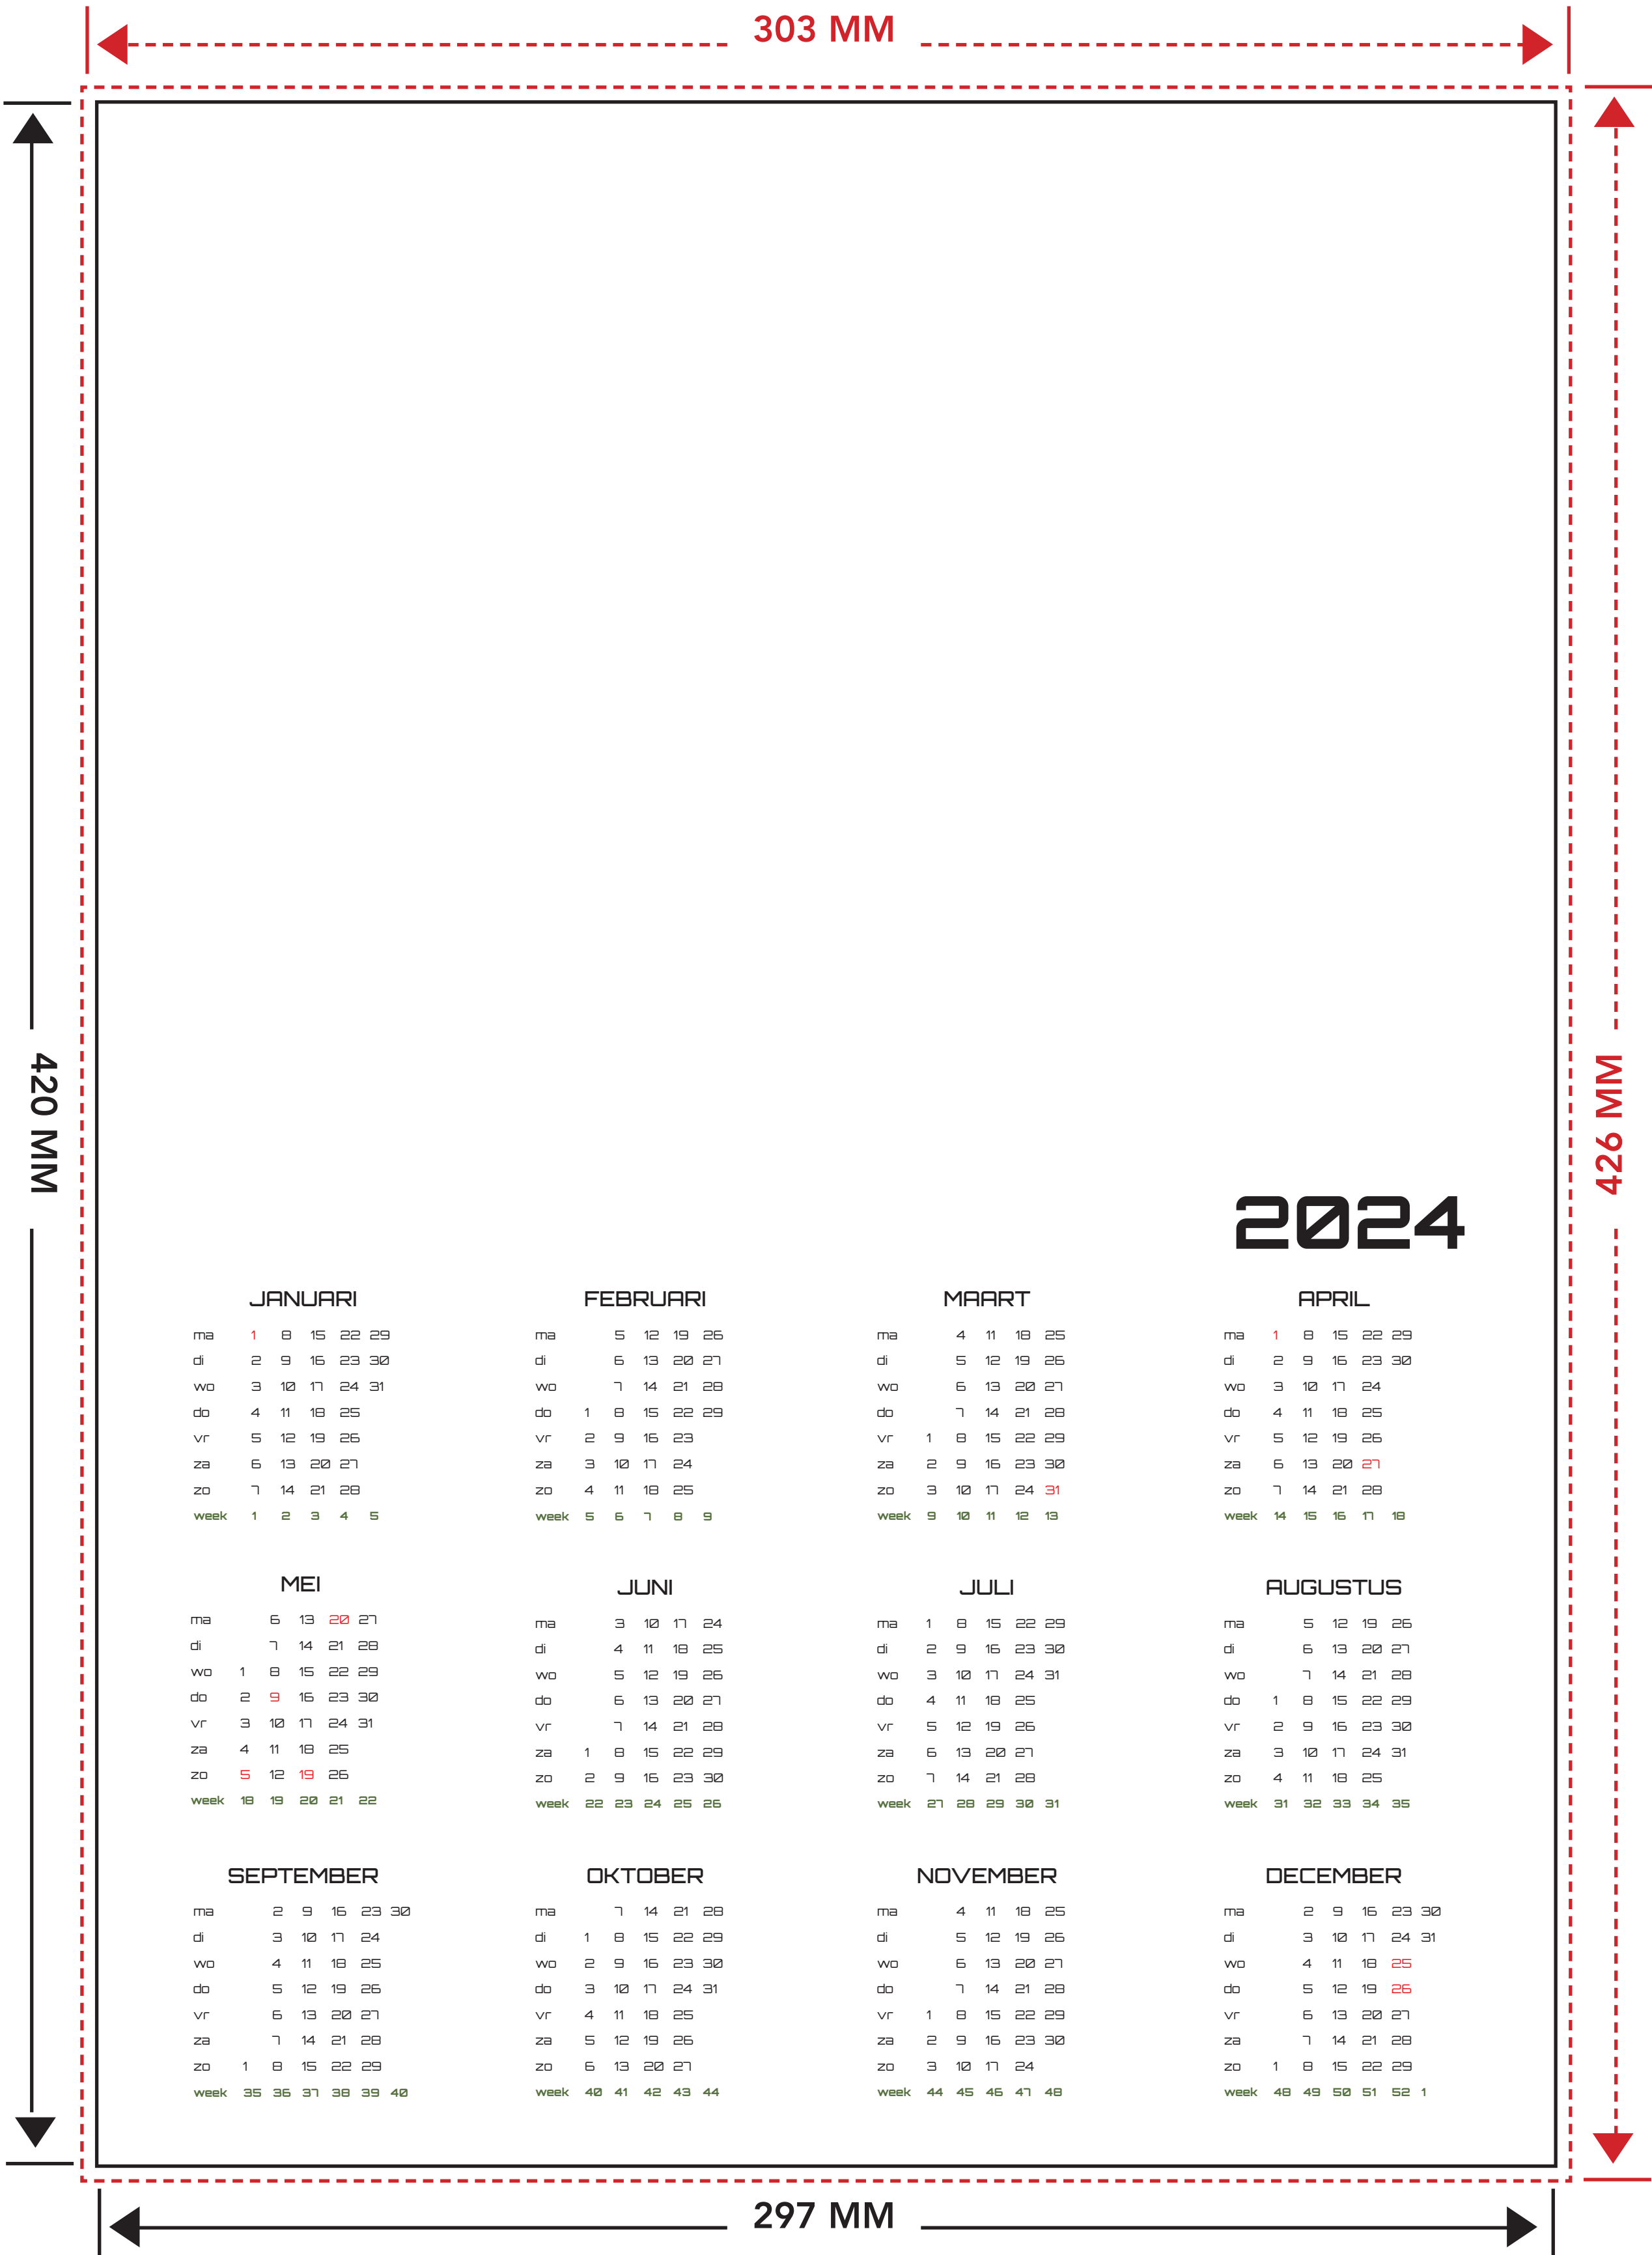 303 MM
420 MM
426 MM
2024
JANUARI
ma 1 8 15 22 29
di 2 9 16 23 30
wo 3 10 17 24 31
do 4 11 18 25
vr 5 12 19 26
za 6 13 20 27
zo 7 14 21 28
week 1 2 3 4 5
FEBRUARI
ma 5 12 19 26
di 6 13 20 27
wo 7 14 21 28
do 1 8 15 22 29
vr 2 9 16 23
za 3 10 17 24
zo 4 11 18 25
week 5 6 7 8 9
MAART
ma 4 11 18 25
di 5 12 19 26
wo 6 13 20 27
do 7 14 21 28
vr 1 8 15 22 29
za 2 9 16 23 30
zo 3 10 17 24 31
week 9 10 11 12 13
APRIL
ma 1 8 15 22 29
di 2 9 16 23 30
wo 3 10 17 24
do 4 11 18 25
vr 5 12 19 26
za 6 13 20 27
zo 7 14 21 28
week 14 15 16 17 18
MEI
ma 6 13 20 27
di 7 14 21 28
wo 1 8 15 22 29
do 2 9 16 23 30
vr 3 10 17 24 31
za 4 11 18 25
zo 5 12 19 26
week 18 19 20 21 22
JUNI
ma 3 10 17 24
di 4 11 18 25
wo 5 12 19 26
do 6 13 20 27
vr 7 14 21 28
za 1 8 15 22 29
zo 2 9 16 23 30
week 22 23 24 25 26
JULI
ma 1 8 15 22 29
di 2 9 16 23 30
wo 3 10 17 24 31
do 4 11 18 25
vr 5 12 19 26
za 6 13 20 27
zo 7 14 21 28
week 27 28 29 30 31
AUGUSTUS
ma 5 12 19 26
di 6 13 20 27
wo 7 14 21 28
do 1 8 15 22 29
vr 2 9 16 23 30
za 3 10 17 24 31
zo 4 11 18 25
week 31 32 33 34 35
SEPTEMBER
ma 2 9 16 23 30
di 3 10 17 24
wo 4 11 18 25
do 5 12 19 26
vr 6 13 20 27
za 7 14 21 28
zo 1 8 15 22 29
week 35 36 37 38 39 40
OKTOBER
ma 7 14 21 28
di 1 8 15 22 29
wo 2 9 16 23 30
do 3 10 17 24 31
vr 4 11 18 25
za 5 12 19 26
zo 6 13 20 27
week 40 41 42 43 44
NOVEMBER
ma 4 11 18 25
di 5 12 19 26
wo 6 13 20 27
do 7 14 21 28
vr 1 8 15 22 29
za 2 9 16 23 30
zo 3 10 17 24
week 44 45 46 47 48
DECEMBER
ma 2 9 16 23 30
di 3 10 17 24 31
wo 4 11 18 25
do 5 12 19 26
vr 6 13 20 27
za 7 14 21 28
zo 1 8 15 22 29
week 48 49 50 51 52 1
297 MM